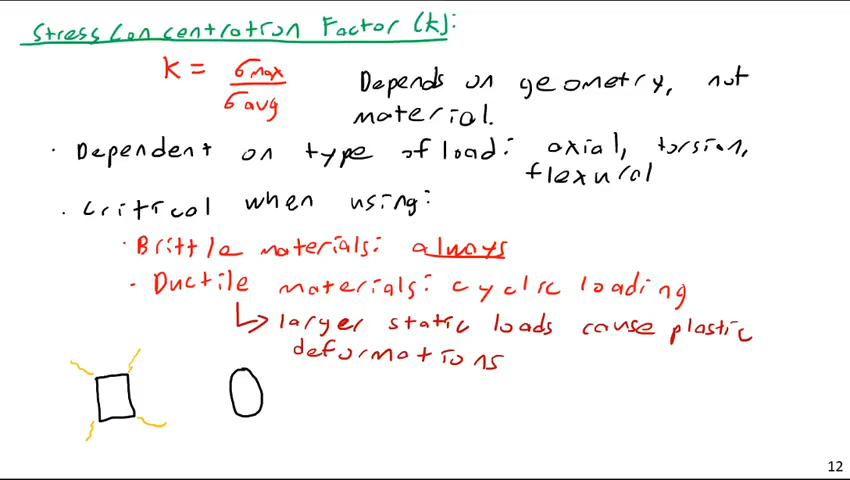 Stress Concentration Factor (k):
K = σmax / σavg
Depends on geometry, not
material.
· Dependent on type of load: axial, torsion,
flexural
· Critical when using:
· Brittle materials: always
· Ductile materials: cyclic loading
↳ larger static loads cause plastic
deformations
12